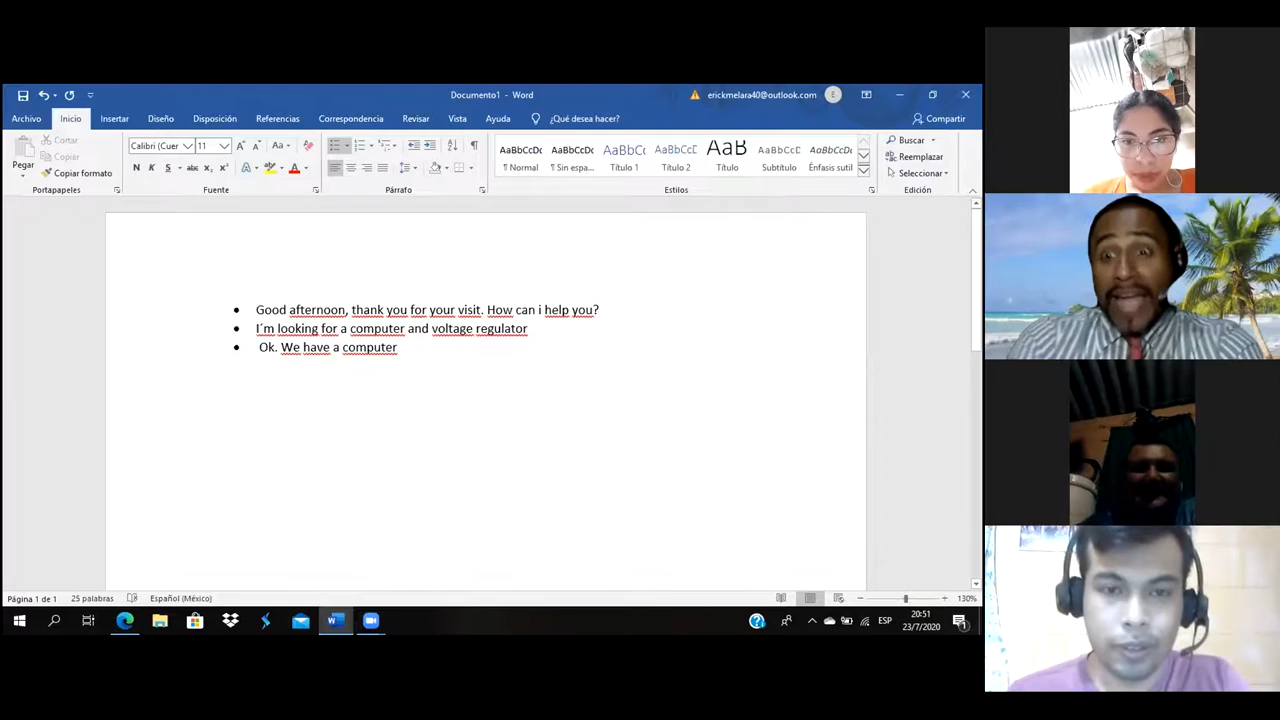 Documento1 - Word
erickmelara40@outlook.com
E
Archivo
Inicio
Insertar
Diseño
Disposición
Referencias
Correspondencia
Revisar
Vista
Ayuda
¿Qué desea hacer?
Compartir
Pegar
Cortar
Copiar
Copiar formato
Portapapeles
Calibri (Cuer
11
Fuente
Párrafo
AaBbCcDc
¶ Normal
AaBbCcDc
¶ Sin espa...
AaBbCc
Título 1
AaBbCcE
Título 2
AaB
Título
AaBbCcE
Subtítulo
AaBbCcDc
Énfasis sutil
Estilos
Buscar
Reemplazar
Seleccionar
Edición
• Good afternoon, thank you for your visit. How can i help you?
• I´m looking for a computer and voltage regulator
• Ok. We have a computer
Página 1 de 1
25 palabras
Español (México)
130%
ESP
20:51
23/7/2020